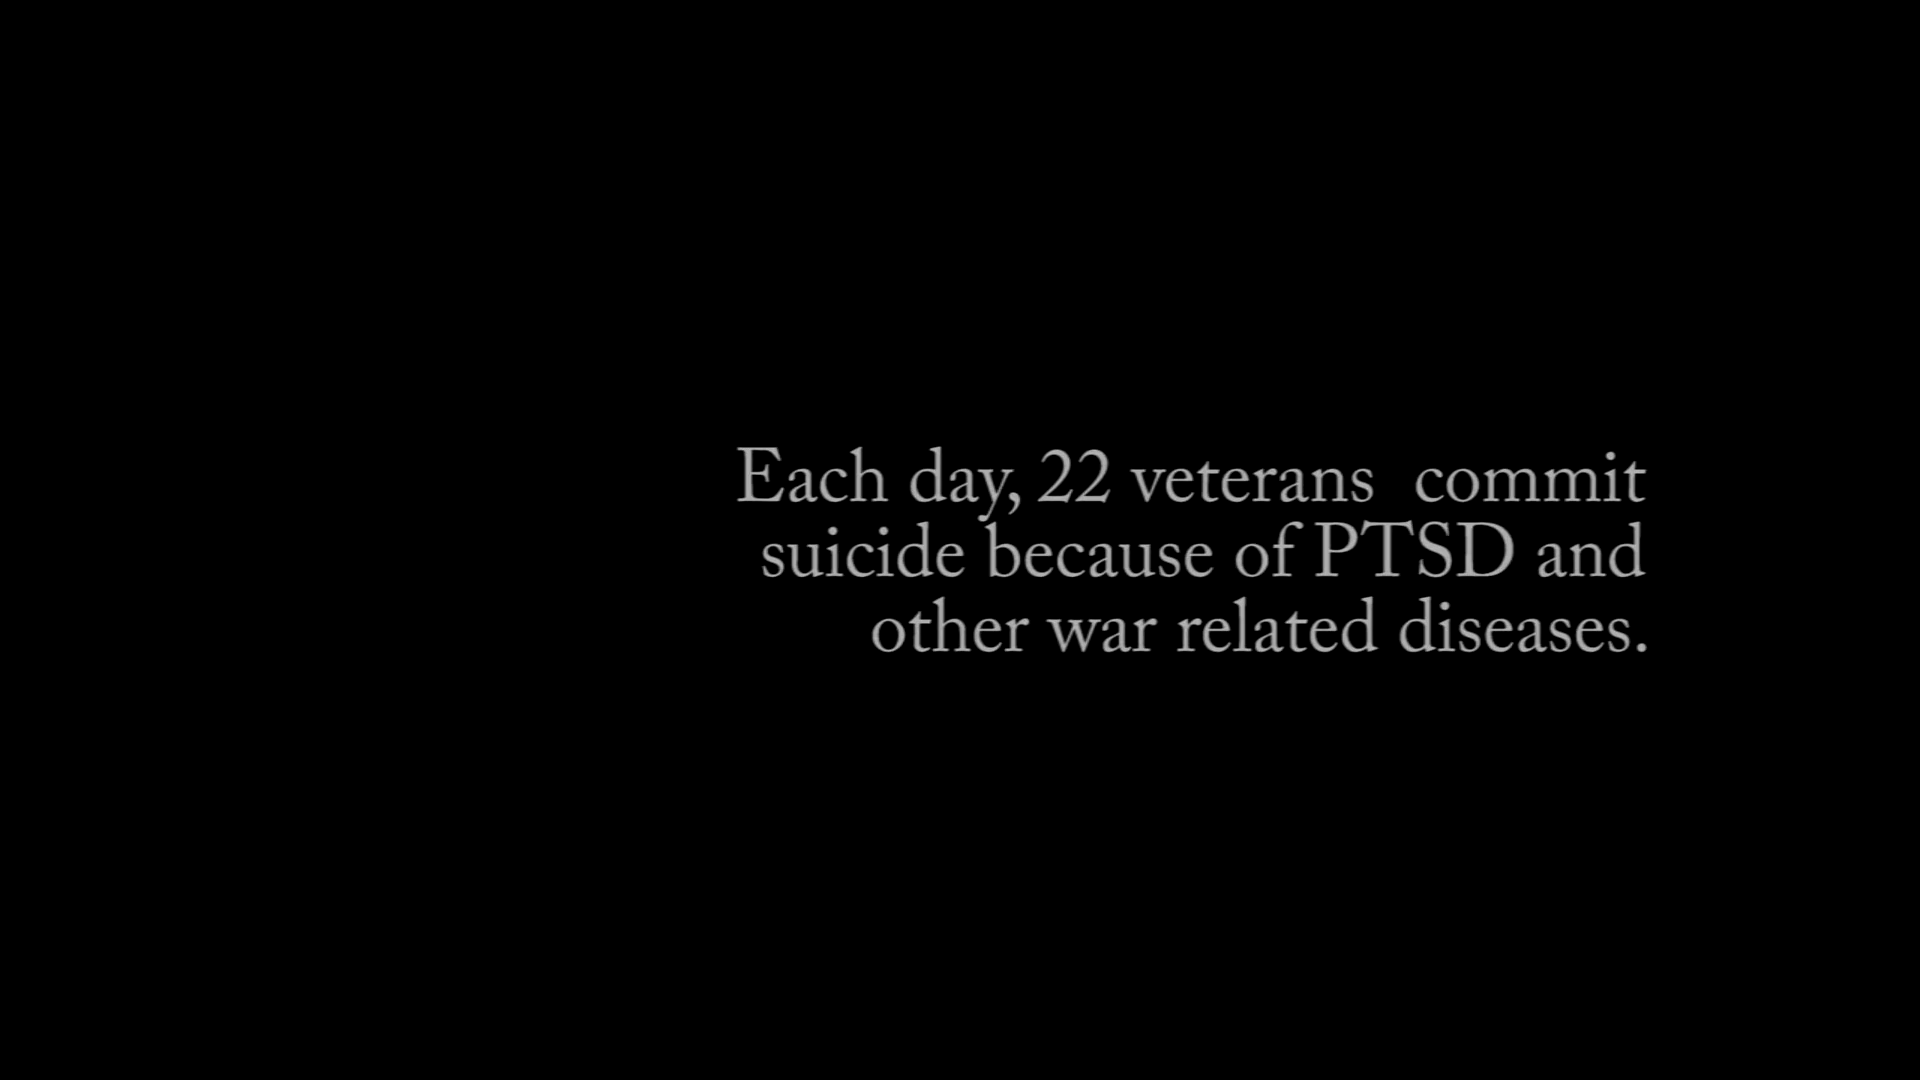 Each day, 22 veterans  commit
suicide because of PTSD and
other war related diseases.